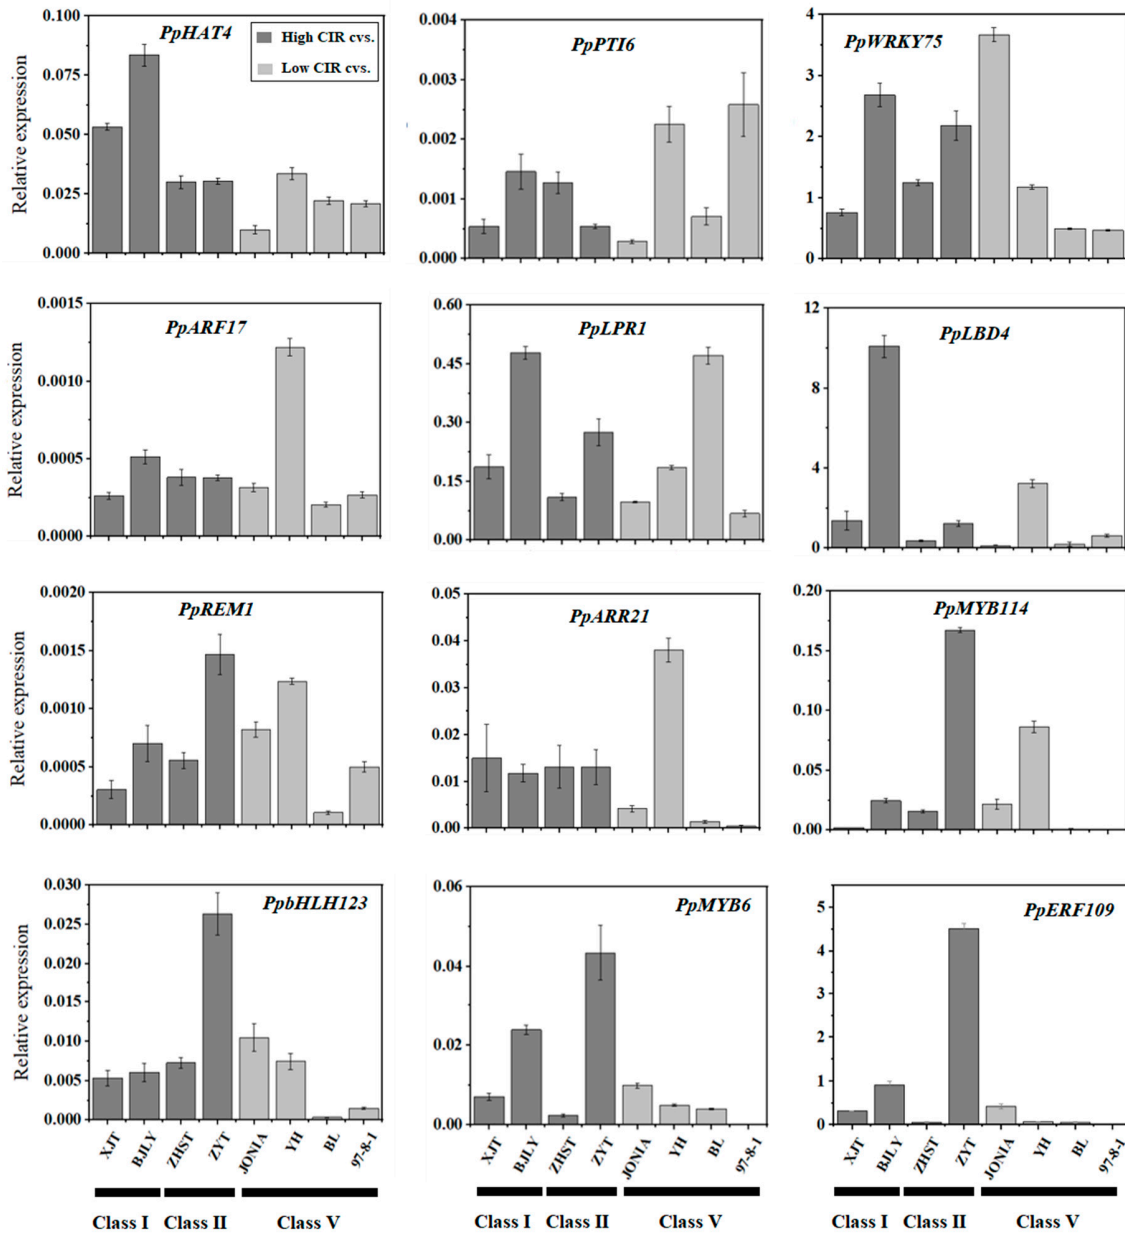 PpHAT4
High CIR cvs.
Low CIR cvs.
Relative expression
0.100
0.075
0.050
0.025
0.000
PpPTI6
0.004
0.003
0.002
0.001
0.000
PpWRKY75
4
3
2
1
0
PpARF17
Relative expression
0.0015
0.0010
0.0005
0.0000
PpLPR1
0.60
0.45
0.30
0.15
0.00
PpLBD4
12
8
4
0
PpREM1
Relative expression
0.0020
0.0015
0.0010
0.0005
0.0000
PpARR21
0.05
0.04
0.03
0.02
0.01
0.00
PpMYB114
0.20
0.15
0.10
0.05
0.00
PpbHLH123
Relative expression
0.030
0.025
0.020
0.015
0.010
0.005
0.000
XJT BJLY ZHST ZYT JONIA YH BL 97-8-1
Class I Class II Class V
PpMYB6
0.06
0.04
0.02
0.00
XJT BJLY ZHST ZYT JONIA YH BL 97-8-1
Class I Class II Class V
PpERF109
5
4
3
2
1
0
XJT BJLY ZHST ZYT JONIA YH BL 97-8-1
Class I Class II Class V